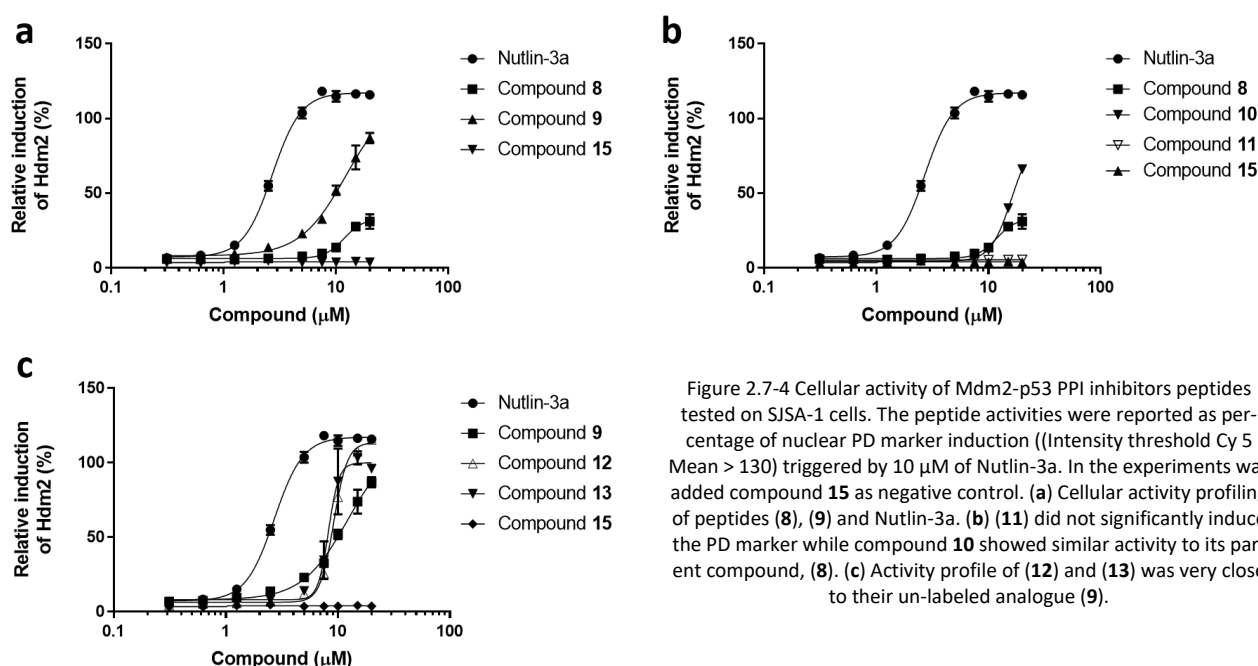 a
150
100
50
0
Relative induction
of Hdm2 (%)
0.1
1
10
100
Compound (μM)
Nutlin-3a
Compound 8
Compound 9
Compound 15
b
150
100
50
0
Relative induction
of Hdm2 (%)
0.1
1
10
100
Compound (μM)
Nutlin-3a
Compound 8
Compound 10
Compound 11
Compound 15
c
150
100
50
0
Relative induction
of Hdm2 (%)
0.1
1
10
100
Compound (μM)
Nutlin-3a
Compound 9
Compound 12
Compound 13
Compound 15
Figure 2.7-4 Cellular activity of Mdm2-p53 PPI inhibitors peptides
tested on SJSA-1 cells. The peptide activities were reported as per-
centage of nuclear PD marker induction ((Intensity threshold Cy 5
Mean > 130) triggered by 10 μM of Nutlin-3a. In the experiments wa
added compound 15 as negative control. (a) Cellular activity profilin
of peptides (8), (9) and Nutlin-3a. (b) (11) did not significantly induce
the PD marker while compound 10 showed similar activity to its par-
ent compound, (8). (c) Activity profile of (12) and (13) was very close
to their un-labeled analogue (9).